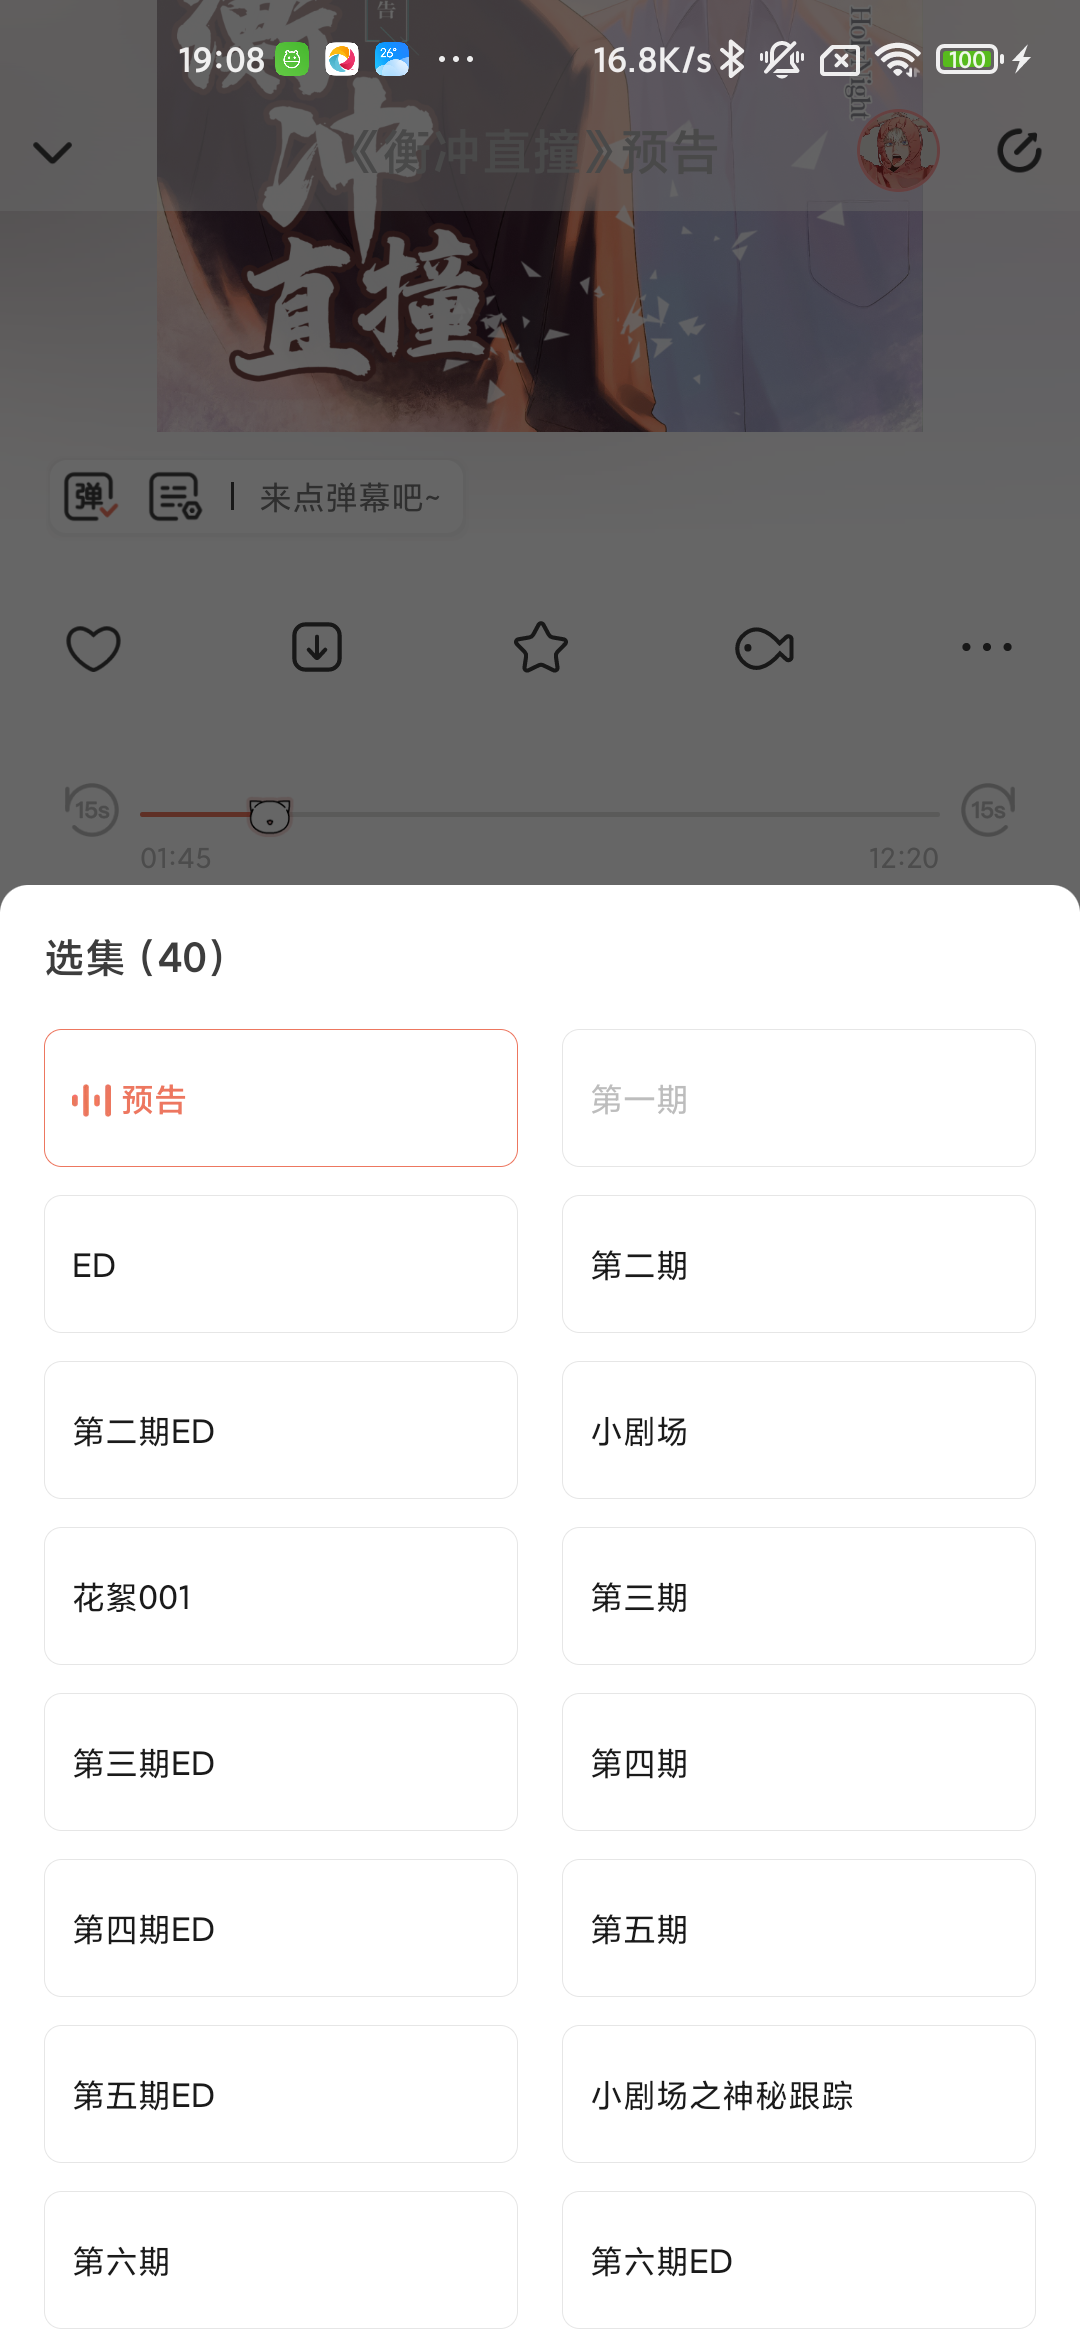 19:08 26° ··· 16.8K/s 100
告
Hob Night
衡
冲
直撞
《衡冲直撞》预告
弹 来点弹幕吧~
15s 15s
01:45 12:20
选集（40）
预告 第一期
ED 第二期
第二期ED 小剧场
花絮001 第三期
第三期ED 第四期
第四期ED 第五期
第五期ED 小剧场之神秘跟踪
第六期 第六期ED